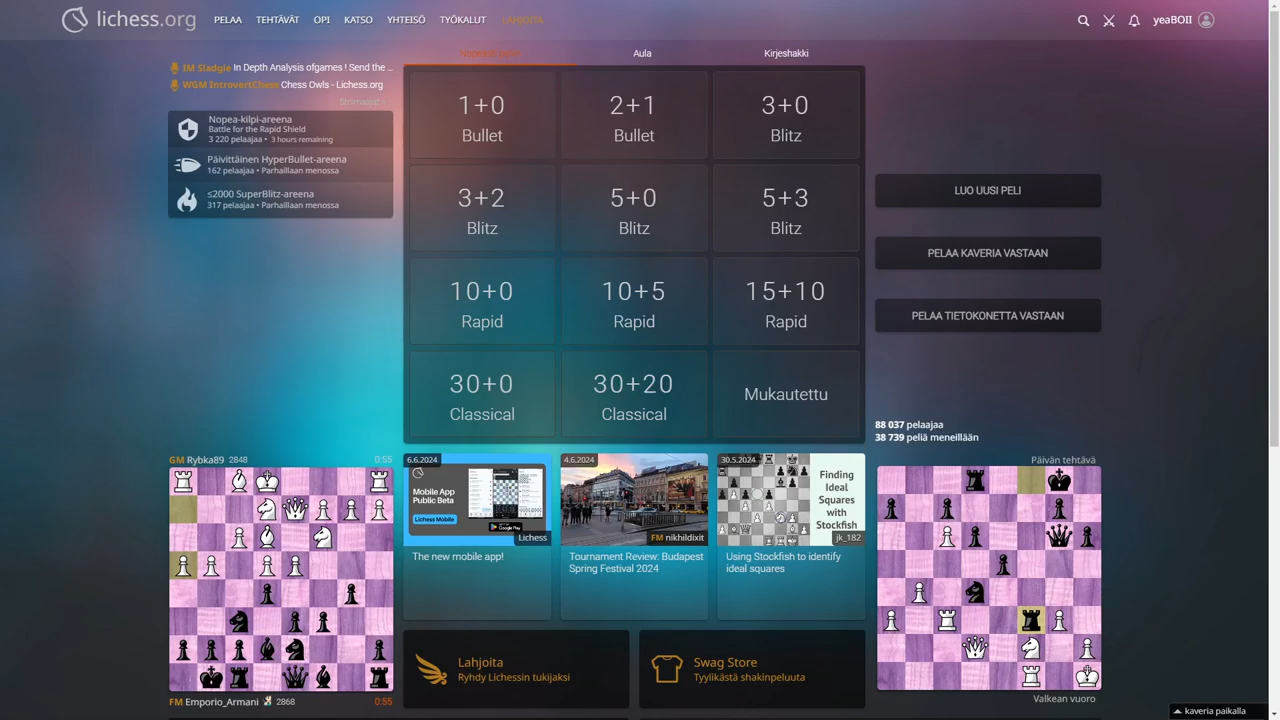 lichess.org
PELAA TEHTÄVÄT OPI KATSO YHTEISÖ TYÖKALUT LAHJOITA
yeaBOII
Aula
Kirjeshakki
IM Sladgie In Depth Analysis ofgames ! Send the ...
WGM IntrovertChess Chess Owls - Lichess.org
Nopea-kilpi-areena
Battle for the Rapid Shield
3 220 pelaajaa • 3 hours remaining
Päivittäinen HyperBullet-areena
162 pelaajaa • Parhaillaan menossa
≤2000 SuperBlitz-areena
317 pelaajaa • Parhaillaan menossa
1+0
Bullet
2+1
Bullet
3+0
Blitz
3+2
Blitz
5+0
Blitz
5+3
Blitz
10+0
Rapid
10+5
Rapid
15+10
Rapid
30+0
Classical
30+20
Classical
Mukautettu
LUO UUSI PELI
PELAA KAVERIA VASTAAN
PELAA TIETOKONETTA VASTAAN
88 037 pelaajaa
38 739 peliä meneillään
GM Rybka89 2848 0:55
FM Emporio_Armani 2868 0:55
6.6.2024
Mobile App
Public Beta
Lichess Mobile
Google Play
Lichess
The new mobile app!
4.6.2024
FM nikhildixit
Tournament Review: Budapest
Spring Festival 2024
30.5.2024
Finding
Ideal
Squares
with
Stockfish
jk_182
Using Stockfish to identify
ideal squares
Lahjoita
Ryhdy Lichessin tukijaksi
Swag Store
Tyylikästä shakinpeluuta
Päivän tehtävä
Valkean vuoro
kaveria paikalla